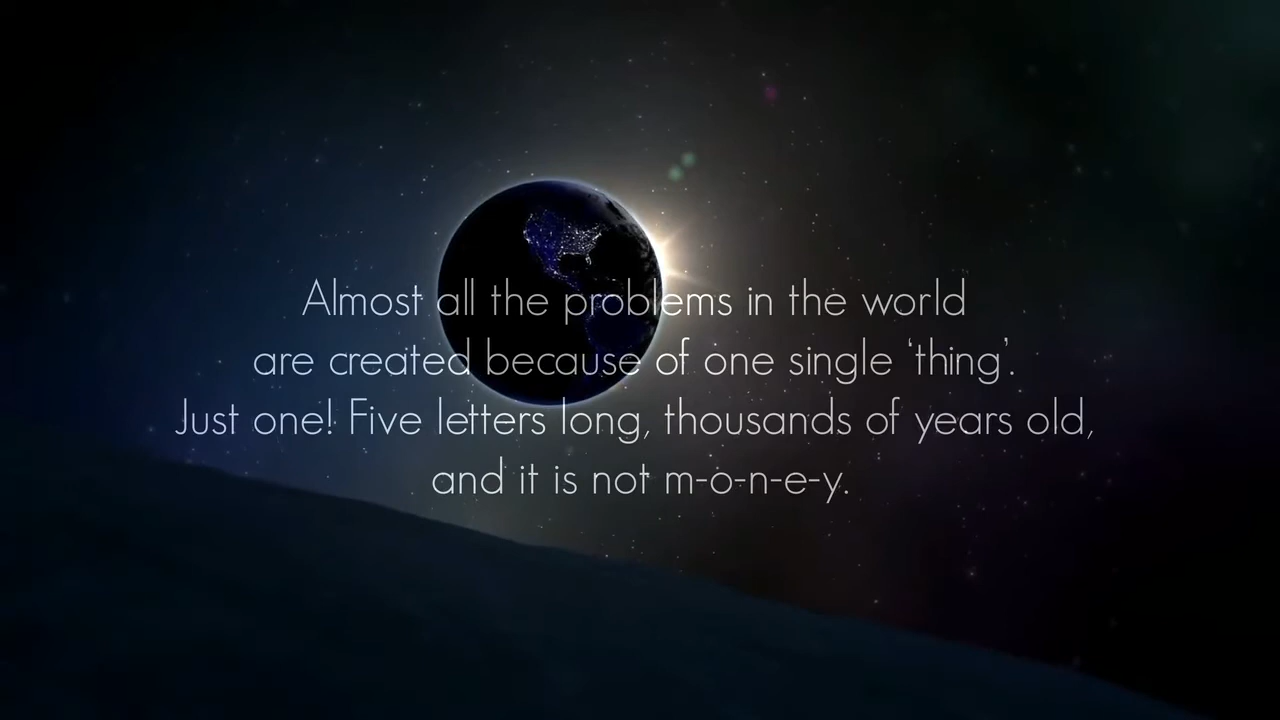 Almost all the problems in the world
are created because of one single ‘thing’.
Just one! Five letters long, thousands of years old,
and it is not m-o-n-e-y.